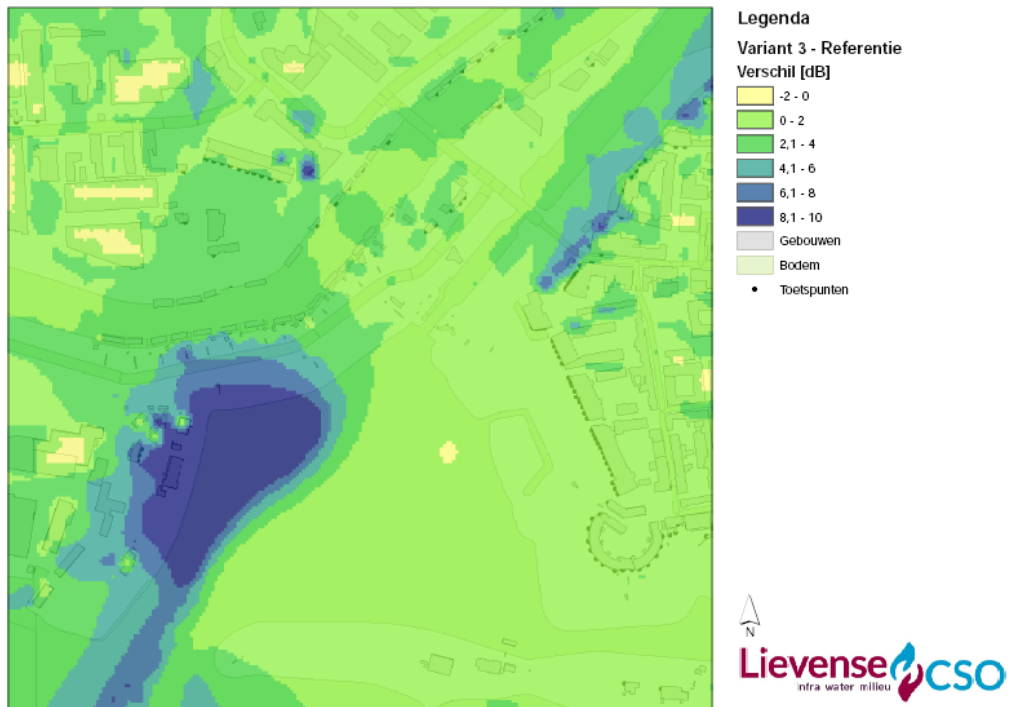 Legenda
Variant 3 - Referentie
Verschil [dB]
-2 - 0
0 - 2
2,1 - 4
4,1 - 6
6,1 - 8
8,1 - 10
Gebouwen
Bodem
Toetspunten
N
Lievense CSO
infra water milieu